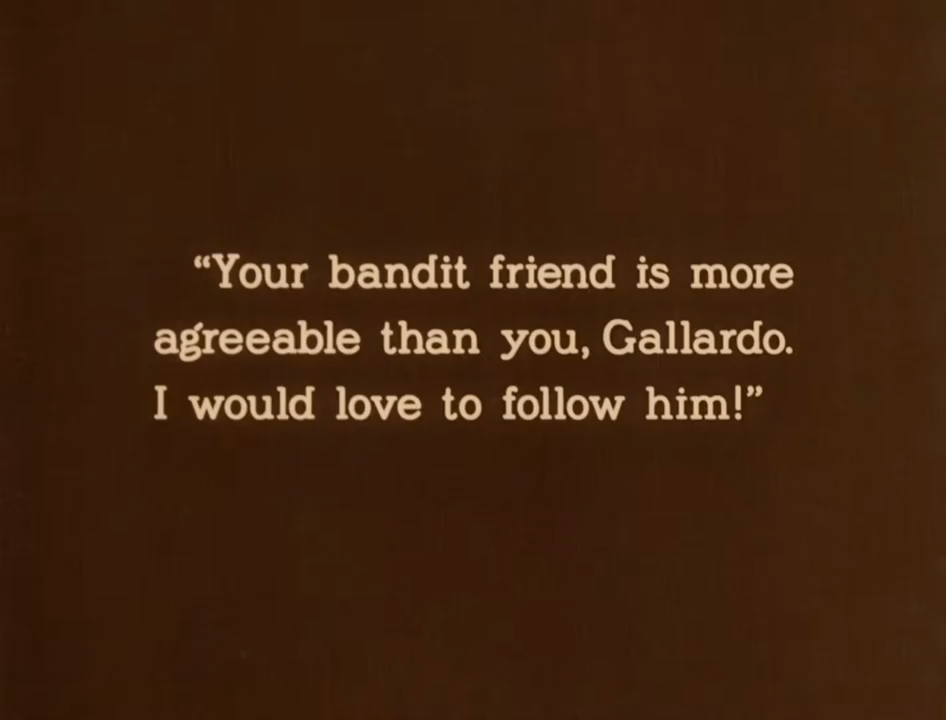 “Your bandit friend is more
agreeable than you, Gallardo.
I would love to follow him!”